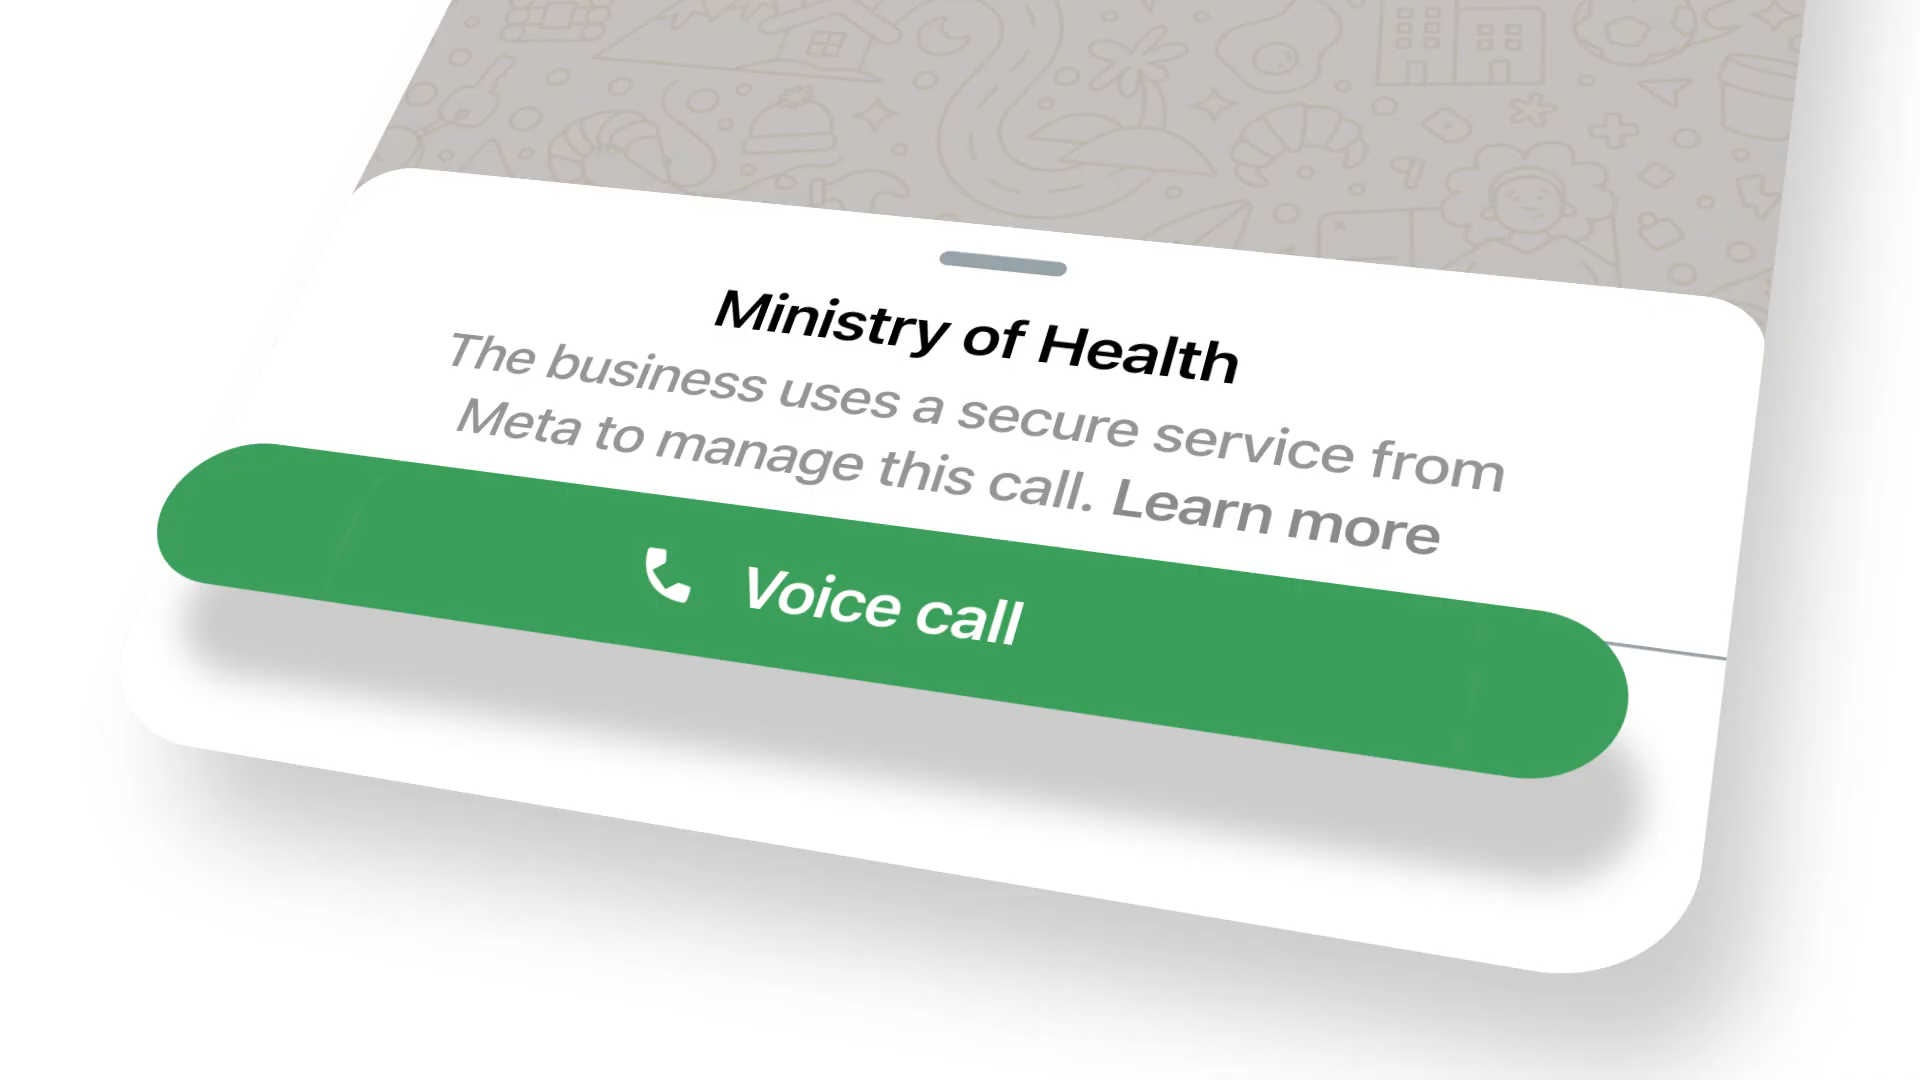 Ministry of Health
The business uses a secure service from
Meta to manage this call. Learn more
Voice call